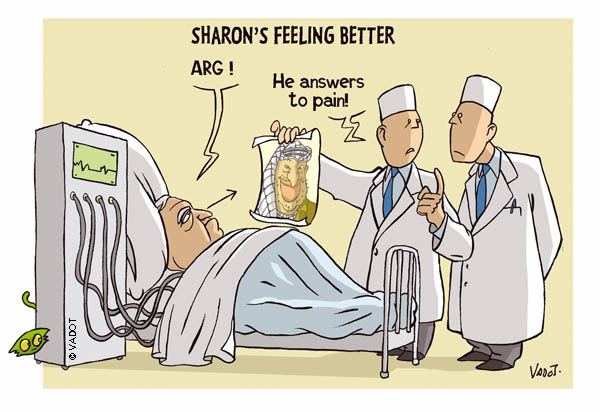 SHARON'S FEELING BETTER
ARG !
He answers
to pain!
© VADOT
VADOT.